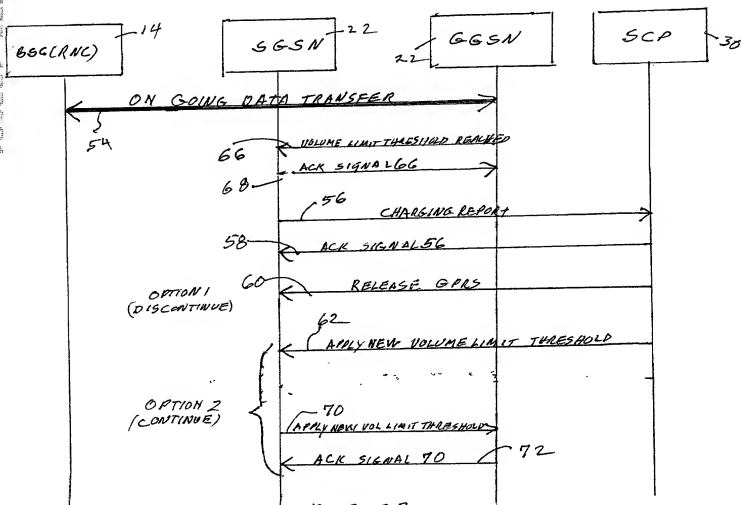 BSC(RNC)
14
SGSN
22
22
GGSN
SCP
30
ON GOING DATA TRANSFER
54
66
VOLUME LIMIT THRESHOLD REACHED
68
ACK SIGNAL 66
56
CHARGING REPORT
58
ACK SIGNAL 56
OPTION 1
(DISCONTINUE)
60
RELEASE GPRS
62
APPLY NEW VOLUME LIMIT THRESHOLD
OPTION 2
(CONTINUE)
70
APPLY NEW VOL LIMIT THRESHOLD
ACK SIGNAL 70
72